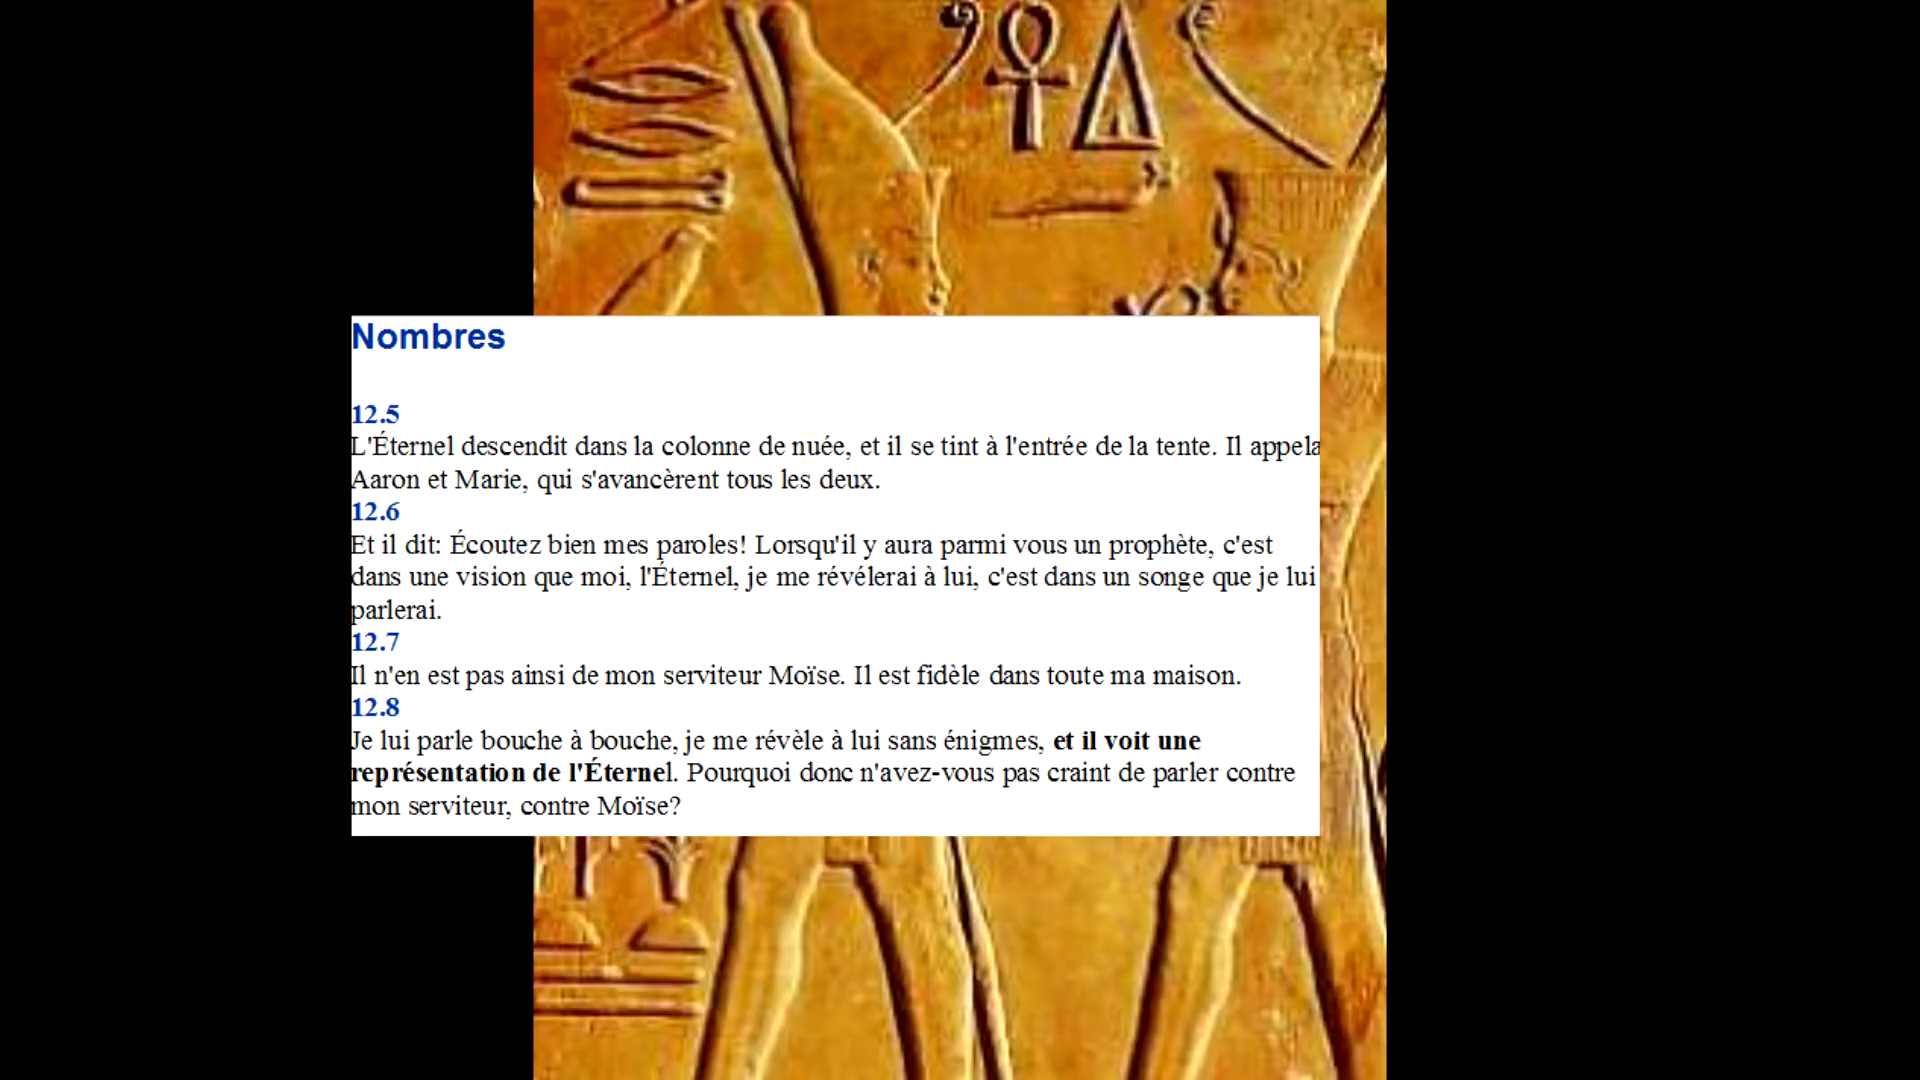 Nombres
12.5
L'Éternel descendit dans la colonne de nuée, et il se tint à l'entrée de la tente. Il appela
Aaron et Marie, qui s'avancèrent tous les deux.
12.6
Et il dit: Écoutez bien mes paroles! Lorsqu'il y aura parmi vous un prophète, c'est
dans une vision que moi, l'Éternel, je me révélerai à lui, c'est dans un songe que je lui
parlerai.
12.7
Il n'en est pas ainsi de mon serviteur Moïse. Il est fidèle dans toute ma maison.
12.8
Je lui parle bouche à bouche, je me révèle à lui sans énigmes, et il voit une
représentation de l'Éternel. Pourquoi donc n'avez-vous pas craint de parler contre
mon serviteur, contre Moïse?